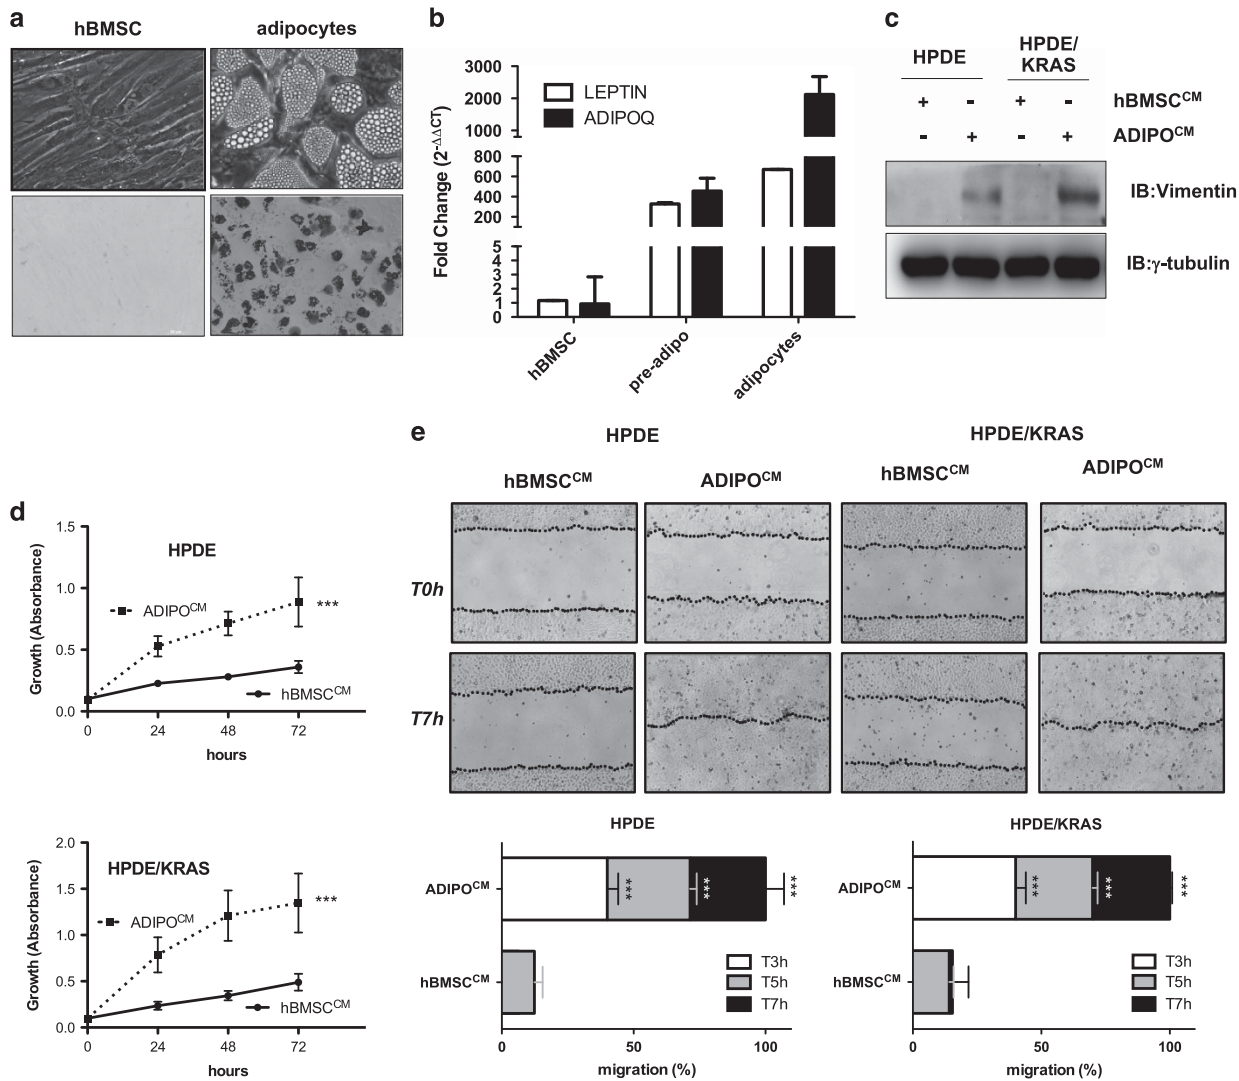 a
hBMSC
adipocytes
b
Fold Change (2-ΔΔCT)
3000
2000
1000
800
600
400
200
5
4
3
2
1
0
LEPTIN
ADIPOQ
hBMSC
pre-adipo
adipocytes
c
HPDE
HPDE/
KRAS
+ - + - hBMSCCM
- + - + ADIPOCM
IB:Vimentin
IB:γ-tubulin
d
HPDE
Growth (Absorbance)
1.5
1.0
0.5
0.0
ADIPOCM
***
hBMSCCM
0 24 48 72
hours
HPDE/KRAS
Growth (Absorbance)
2.0
1.5
1.0
0.5
0.0
ADIPOCM
***
hBMSCCM
0 24 48 72
hours
e
HPDE
HPDE/KRAS
hBMSCCM
ADIPOCM
hBMSCCM
ADIPOCM
T0h
T7h
HPDE
ADIPOCM
*** *** ***
hBMSCCM
T3h
T5h
T7h
0 50 100
migration (%)
HPDE/KRAS
ADIPOCM
*** *** ***
hBMSCCM
T3h
T5h
T7h
0 50 100
migration (%)